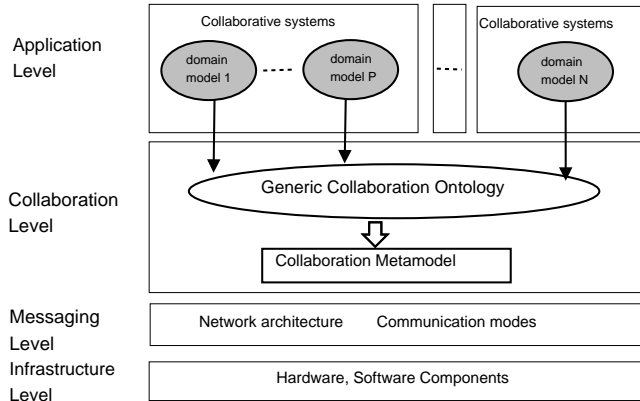 Application
Level
Collaborative systems
Collaborative systems
domain
model 1
domain
model P
domain
model N
Collaboration
Level
Generic Collaboration Ontology
Collaboration Metamodel
Messaging
Level
Network architecture Communication modes
Infrastructure
Level
Hardware, Software Components